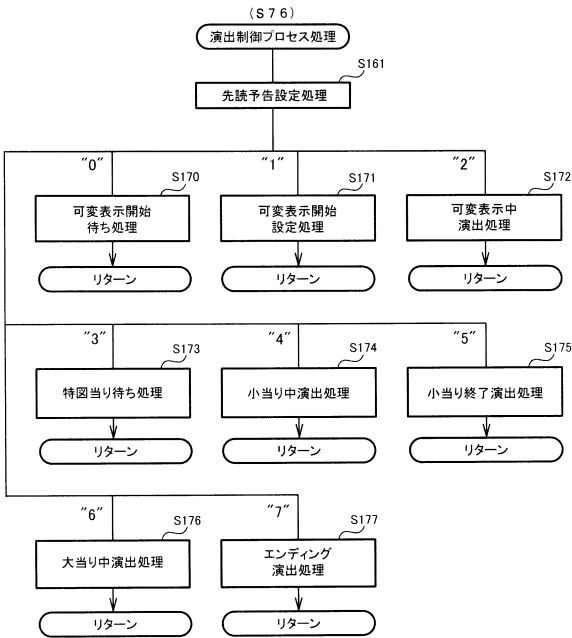 (S76)
演出制御プロセス処理
S161
先読予告設定処理
"0"
"1"
"2"
S170
S171
S172
可変表示開始
待ち処理
可変表示開始
設定処理
可変表示中
演出処理
リターン
リターン
リターン
"3"
"4"
"5"
S173
S174
S175
特図当り待ち処理
小当り中演出処理
小当り終了演出処理
リターン
リターン
リターン
"6"
"7"
S176
S177
大当り中演出処理
エンディング
演出処理
リターン
リターン